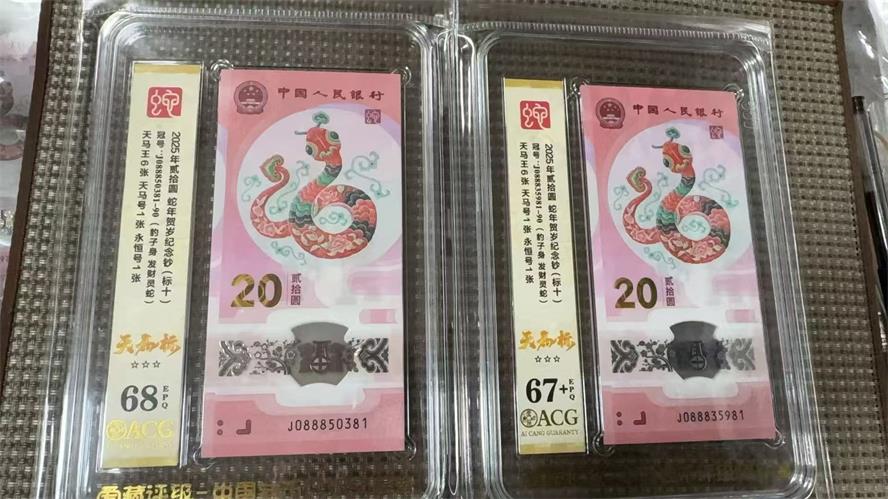 2025年贰拾圆 蛇年贺岁纪念钞（标十）
冠号：J088850381-90（豹子身 发财灵蛇）
天马王6张 天马号1张 永恒号1张
☆☆☆
68 EPQ
ACG
AI CANG GUARANTY
中国人民银行
20
贰拾圆
J088850381
2025年贰拾圆 蛇年贺岁纪念钞（标十）
冠号：J088835981-90（豹子身 发财灵蛇）
天马王6张 天马号1张 永恒号1张
☆☆☆
67+ EPQ
ACG
AI CANG GUARANTY
中国人民银行
20
贰拾圆
J088835981